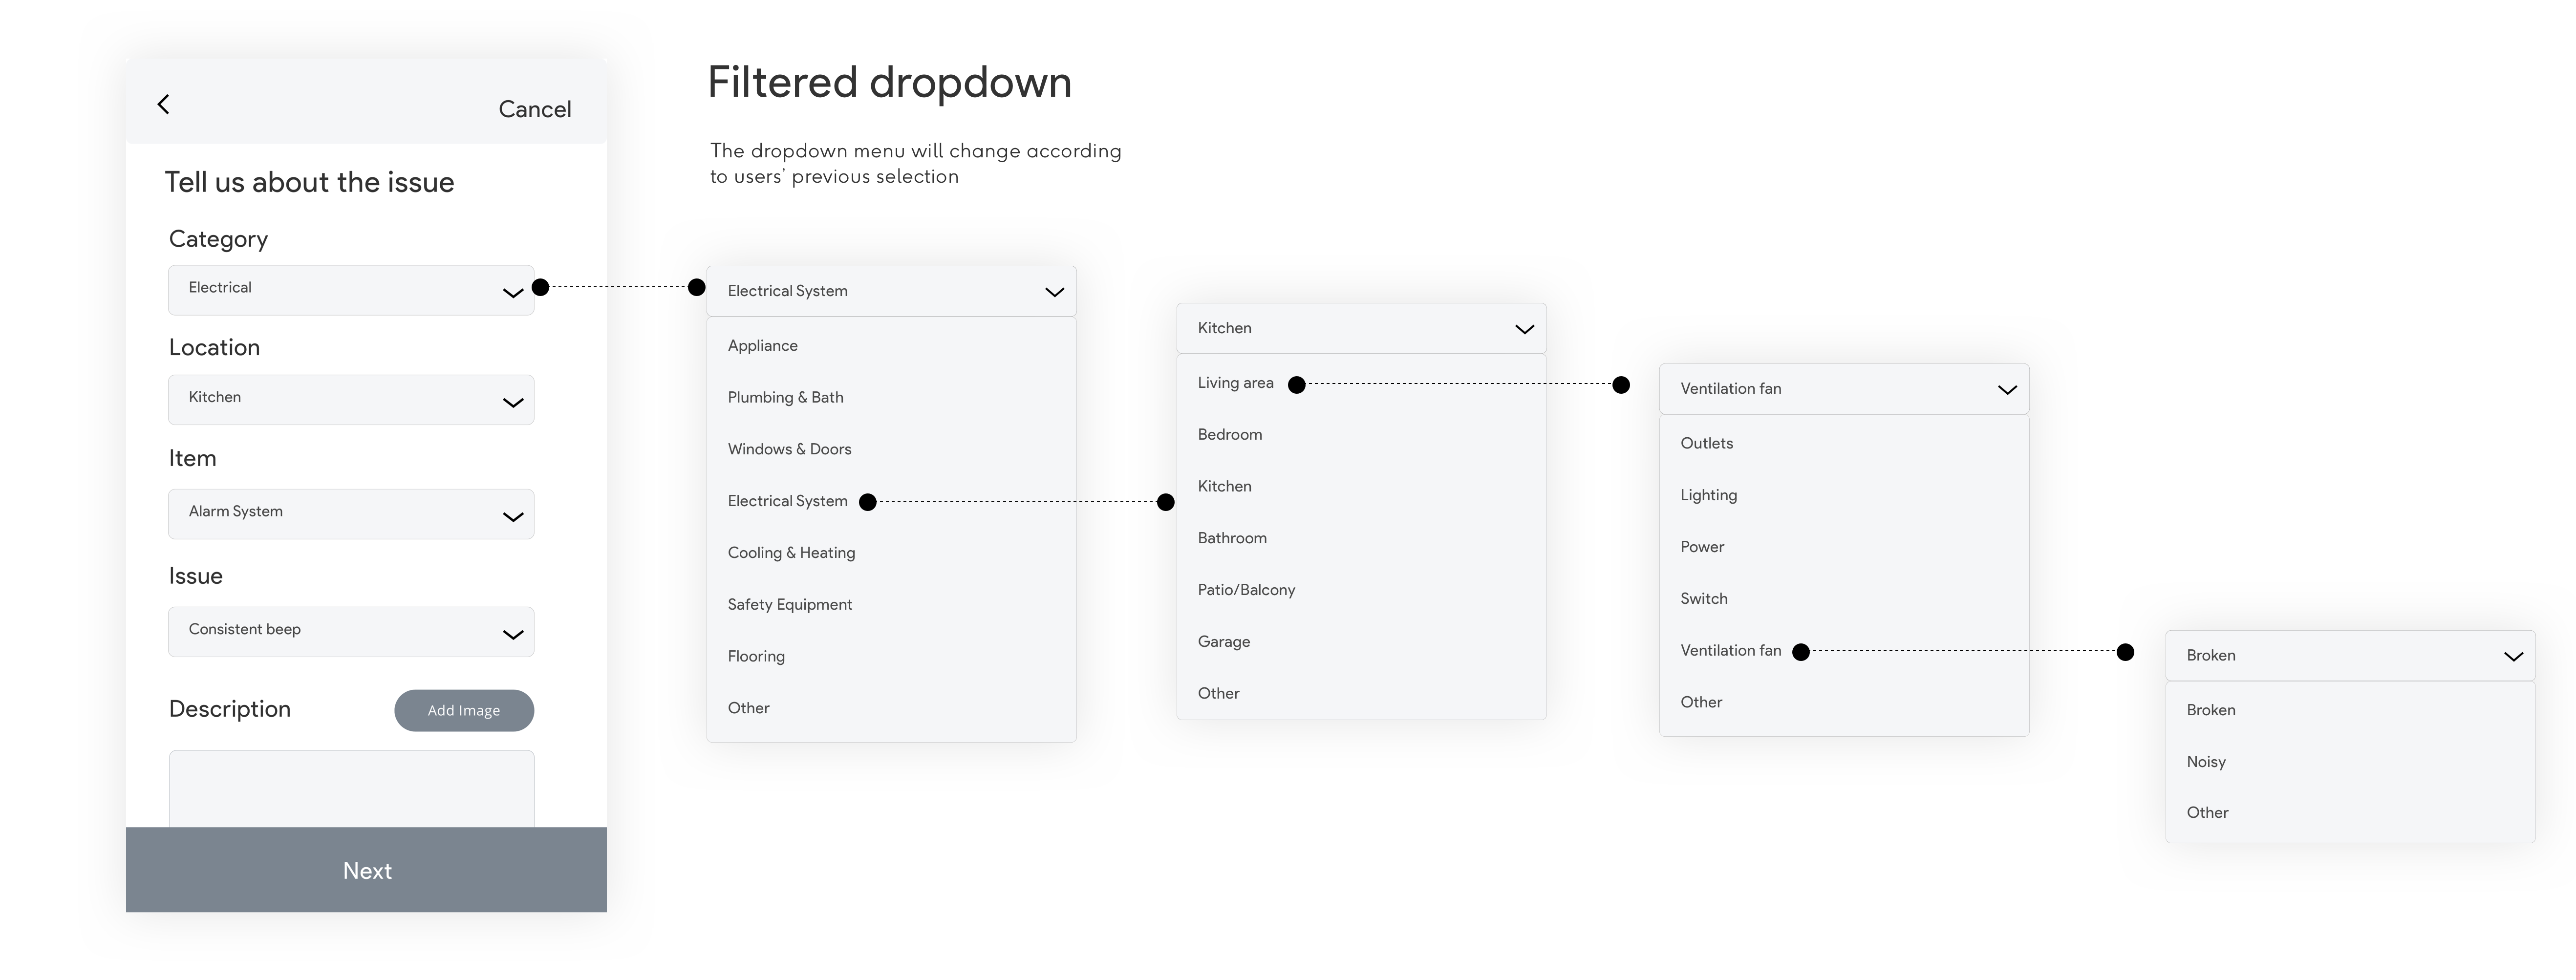 Cancel
Tell us about the issue
Category
Electrical
Location
Kitchen
Item
Alarm System
Issue
Consistent beep
Description
Add Image
Next
Filtered dropdown
The dropdown menu will change according
to users’ previous selection
Electrical System
Appliance
Plumbing & Bath
Windows & Doors
Electrical System
Cooling & Heating
Safety Equipment
Flooring
Other
Kitchen
Living area
Bedroom
Kitchen
Bathroom
Patio/Balcony
Garage
Other
Ventilation fan
Outlets
Lighting
Power
Switch
Ventilation fan
Other
Broken
Broken
Noisy
Other